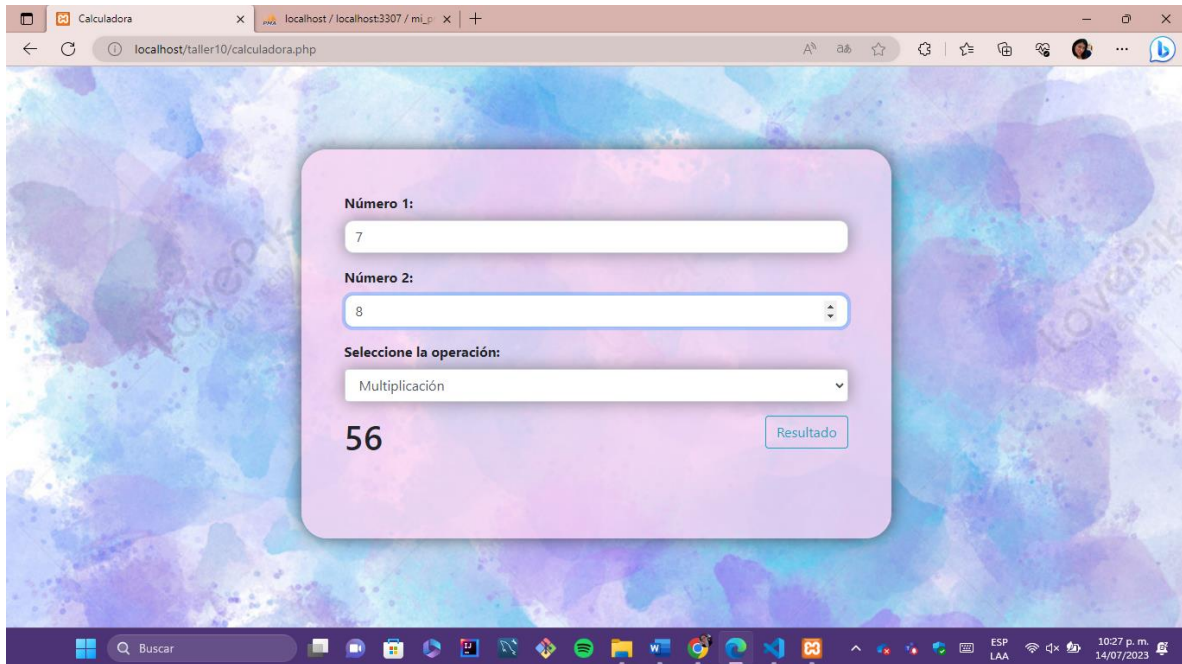 Calculadora
localhost / localhost:3307 / mi_p
localhost/taller10/calculadora.php
Número 1:
7
Número 2:
8
Seleccione la operación:
Multiplicación
56
Resultado
Buscar
ESP
LAA
10:27 p. m.
14/07/2023